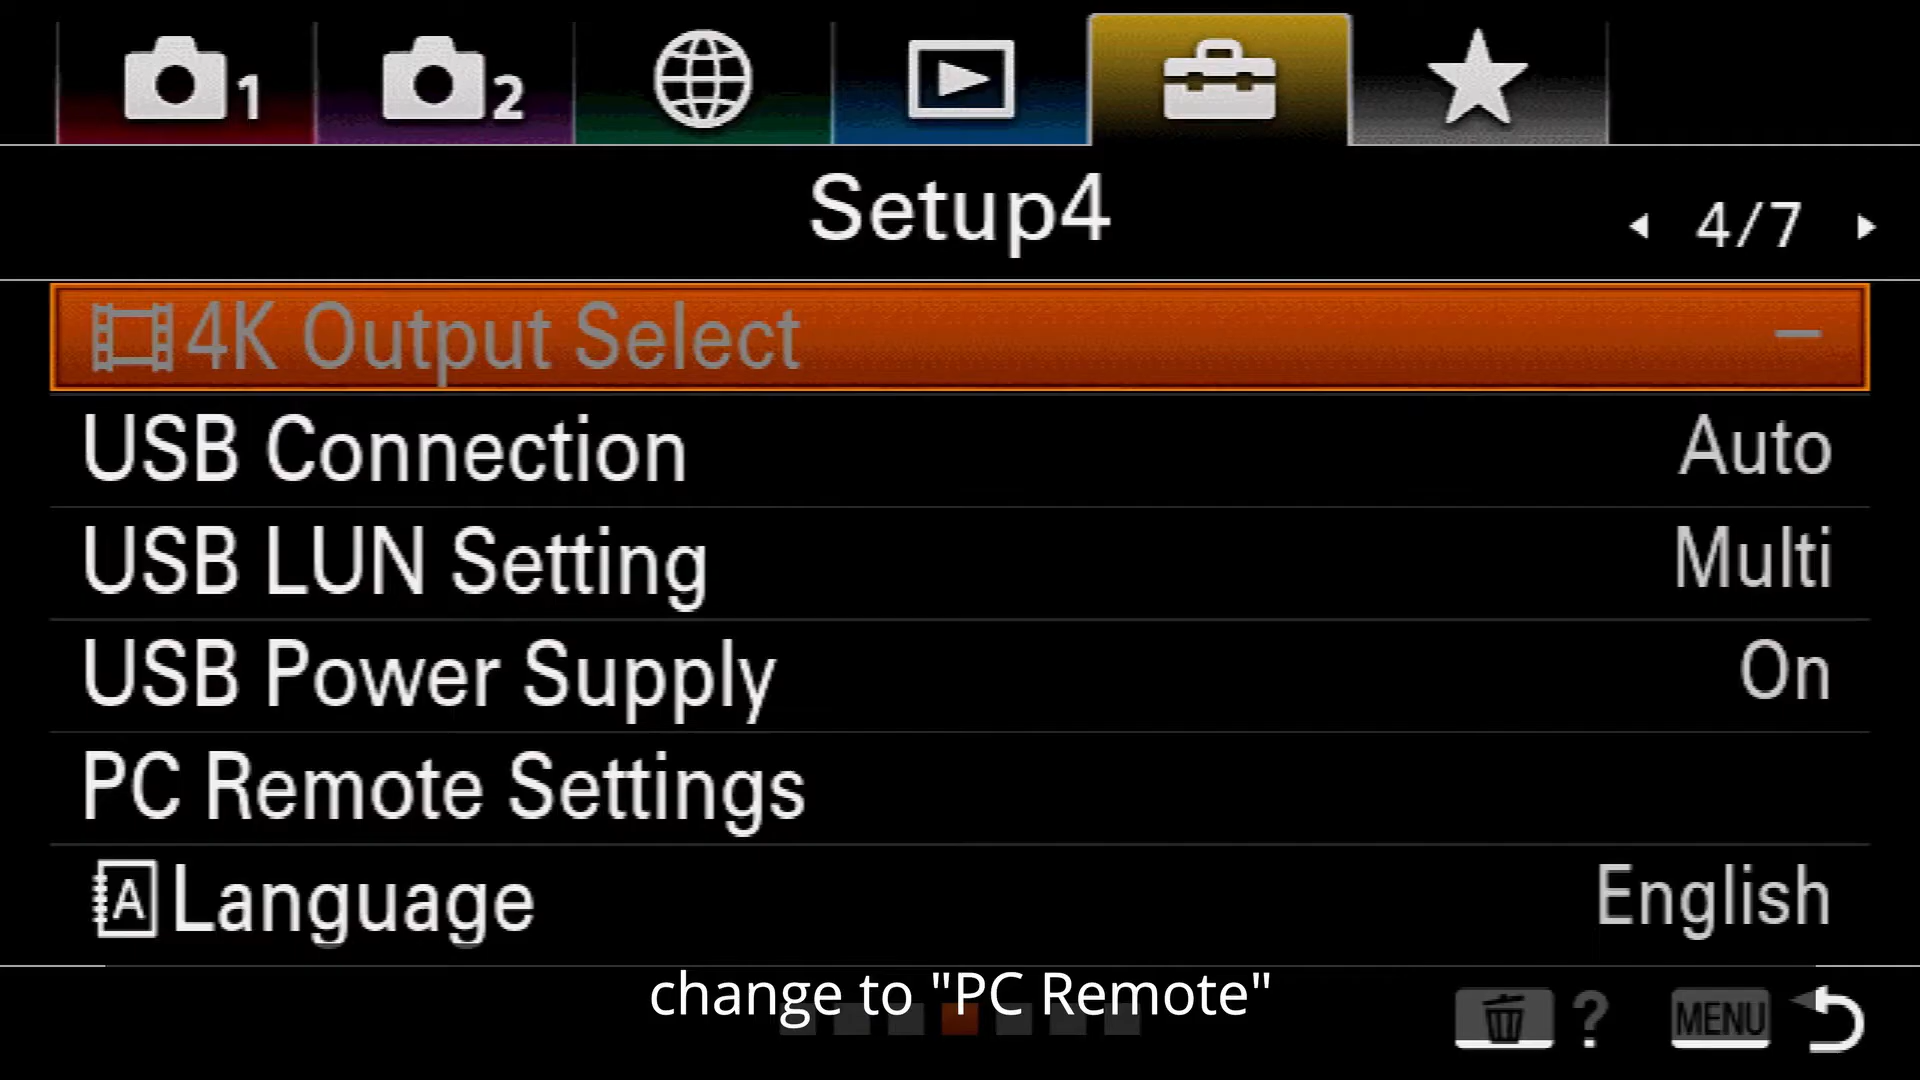 1
2
Setup4
4/7
4K Output Select –
USB Connection Auto
USB LUN Setting Multi
USB Power Supply On
PC Remote Settings
A Language English
change to "PC Remote"
? MENU